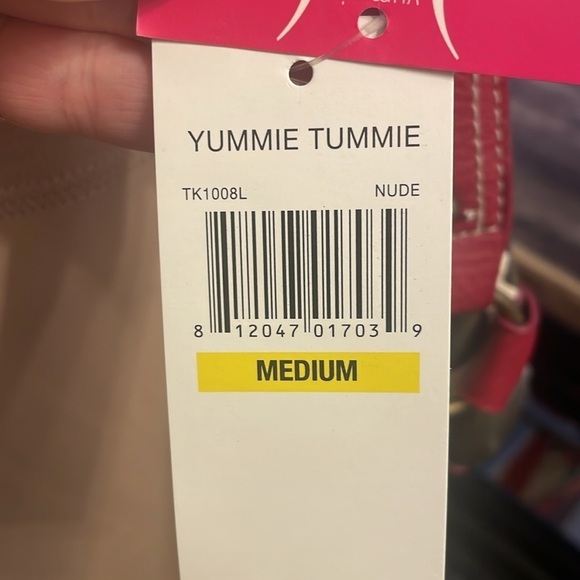 YUMMIE TUMMIE
TK1008L NUDE
8 12047 01703 9
MEDIUM